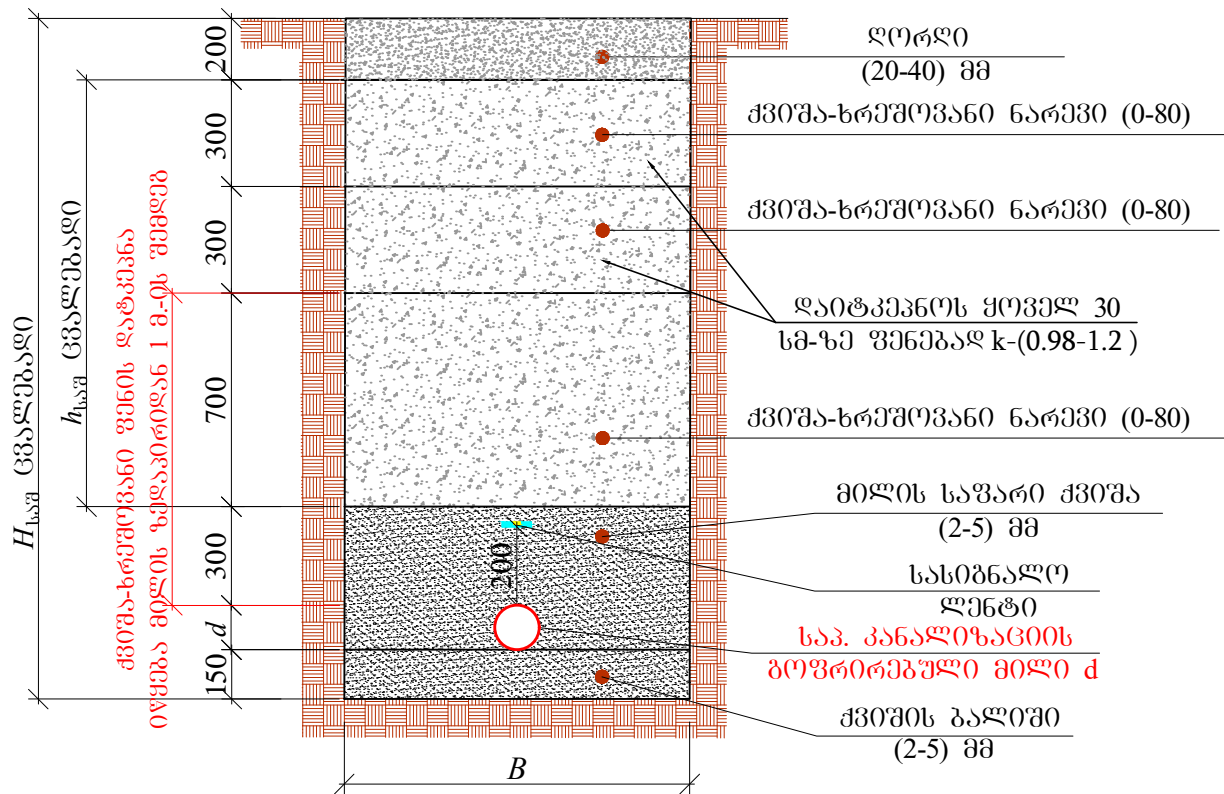 ღორღი
(20-40) მმ
ქვიშა-ხრეშოვანი ნარევი (0-80)
ქვიშა-ხრეშოვანი ნარევი (0-80)
დაიტკეპნოს ყოველ 30
სმ-ზე ფენებად k-(0.98-1.2 )
ქვიშა-ხრეშოვანი ნარევი (0-80)
მილის საფარი ქვიშა
(2-5) მმ
სასიგნალო
ლენტი
საპ. კანალიზაციის
გოფრირებული მილი d
ქვიშის ბალიში
(2-5) მმ
Hსაშ ცვალებადი
ქვიშა-ხრეშოვანი ფენის დატკეპნა
იწყება მილის ზედაპირიდან 1 მ.-ის შემდეგ
hსაშ ცვალებადი
200
300
300
700
300
d
150
200
B